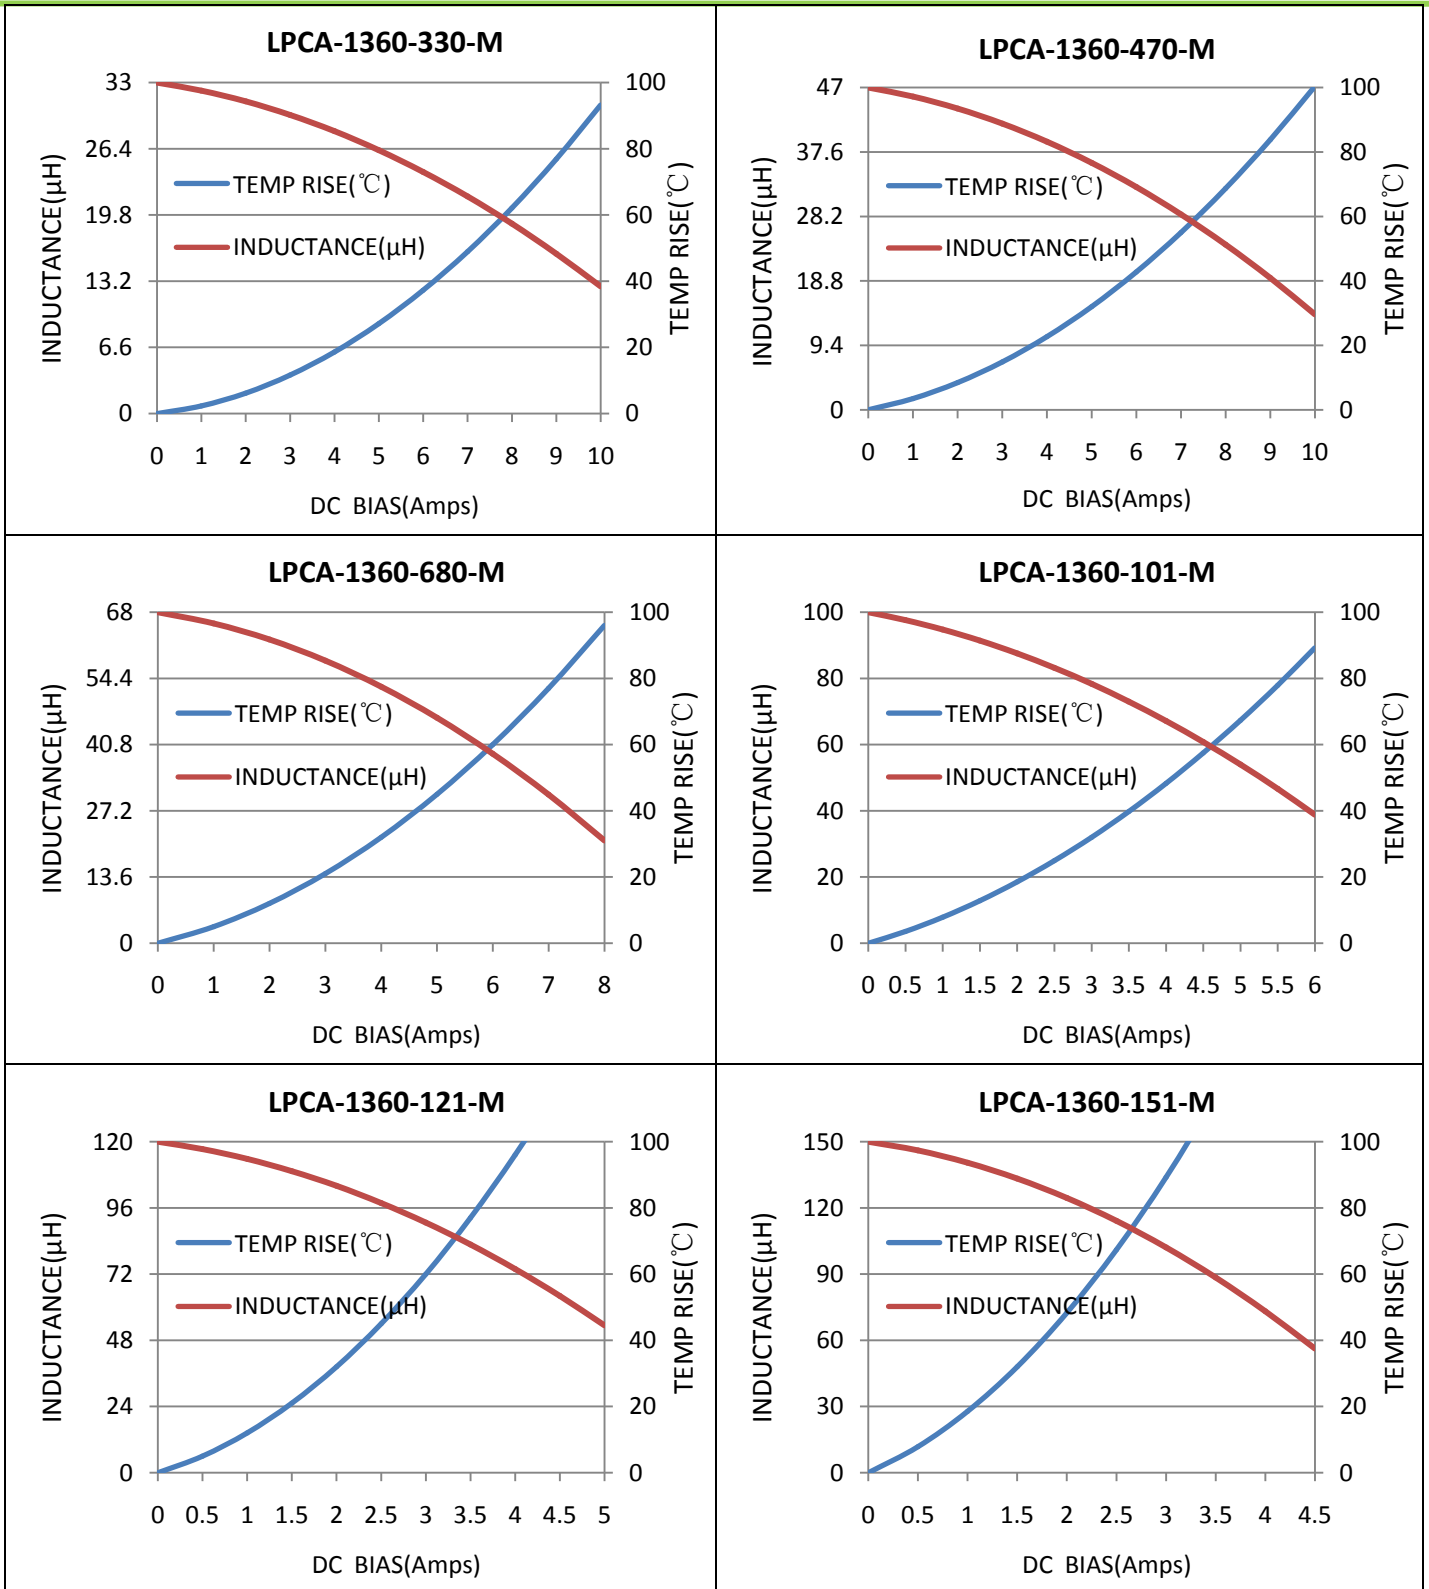 LPCA-1360-330-M
33
26.4
19.8
13.2
6.6
0
100
80
60
40
20
0
INDUCTANCE(µH)
TEMP RISE(℃)
TEMP RISE(℃)
INDUCTANCE(µH)
0 1 2 3 4 5 6 7 8 9 10
DC BIAS(Amps)
LPCA-1360-470-M
47
37.6
28.2
18.8
9.4
0
100
80
60
40
20
0
INDUCTANCE(µH)
TEMP RISE(℃)
TEMP RISE(℃)
INDUCTANCE(µH)
0 1 2 3 4 5 6 7 8 9 10
DC BIAS(Amps)
LPCA-1360-680-M
68
54.4
40.8
27.2
13.6
0
100
80
60
40
20
0
INDUCTANCE(µH)
TEMP RISE(℃)
TEMP RISE(℃)
INDUCTANCE(µH)
0 1 2 3 4 5 6 7 8
DC BIAS(Amps)
LPCA-1360-101-M
100
80
60
40
20
0
100
80
60
40
20
0
INDUCTANCE(µH)
TEMP RISE(℃)
TEMP RISE(℃)
INDUCTANCE(µH)
0 0.5 1 1.5 2 2.5 3 3.5 4 4.5 5 5.5 6
DC BIAS(Amps)
LPCA-1360-121-M
120
96
72
48
24
0
100
80
60
40
20
0
INDUCTANCE(µH)
TEMP RISE(℃)
TEMP RISE(℃)
INDUCTANCE(µH)
0 0.5 1 1.5 2 2.5 3 3.5 4 4.5 5
DC BIAS(Amps)
LPCA-1360-151-M
150
120
90
60
30
0
100
80
60
40
20
0
INDUCTANCE(µH)
TEMP RISE(℃)
TEMP RISE(℃)
INDUCTANCE(µH)
0 0.5 1 1.5 2 2.5 3 3.5 4 4.5
DC BIAS(Amps)